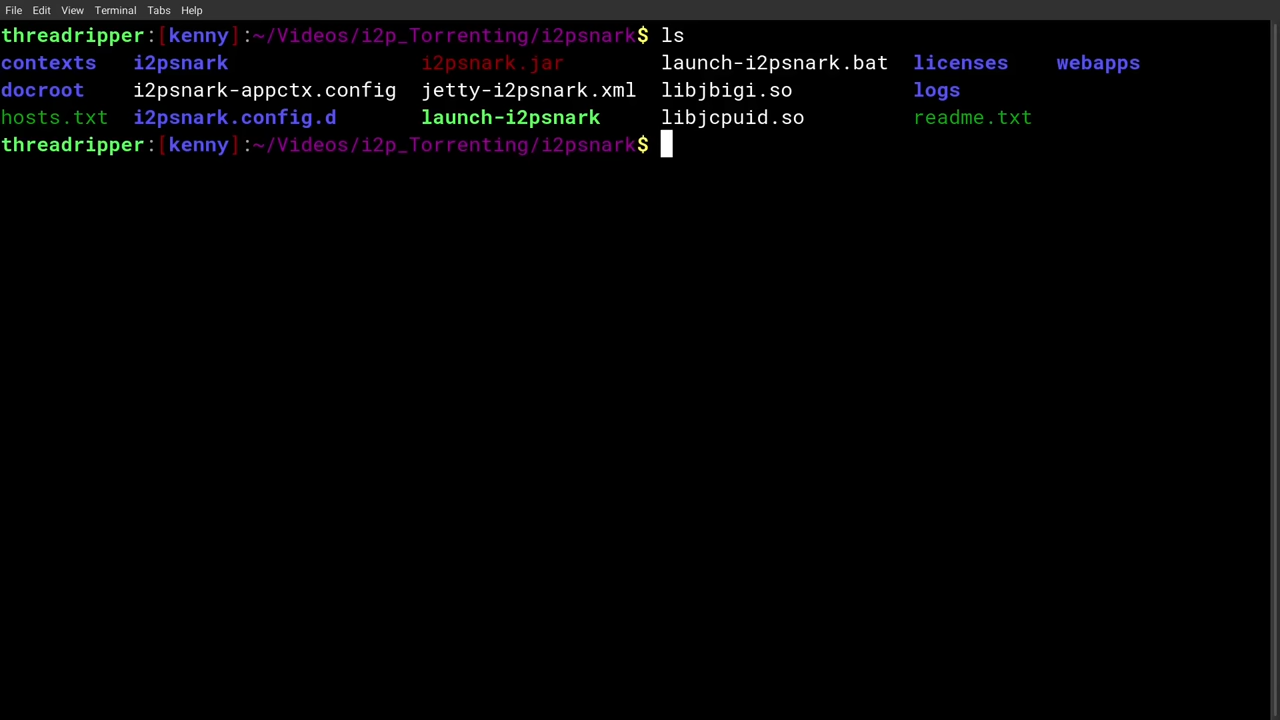 File Edit View Terminal Tabs Help
threadripper:[kenny]:~/Videos/i2p_Torrenting/i2psnark$ ls
contexts i2psnark i2psnark.jar launch-i2psnark.bat licenses webapps
docroot i2psnark-appctx.config jetty-i2psnark.xml libjbigi.so logs
hosts.txt i2psnark.config.d launch-i2psnark libjcpuid.so readme.txt
threadripper:[kenny]:~/Videos/i2p_Torrenting/i2psnark$